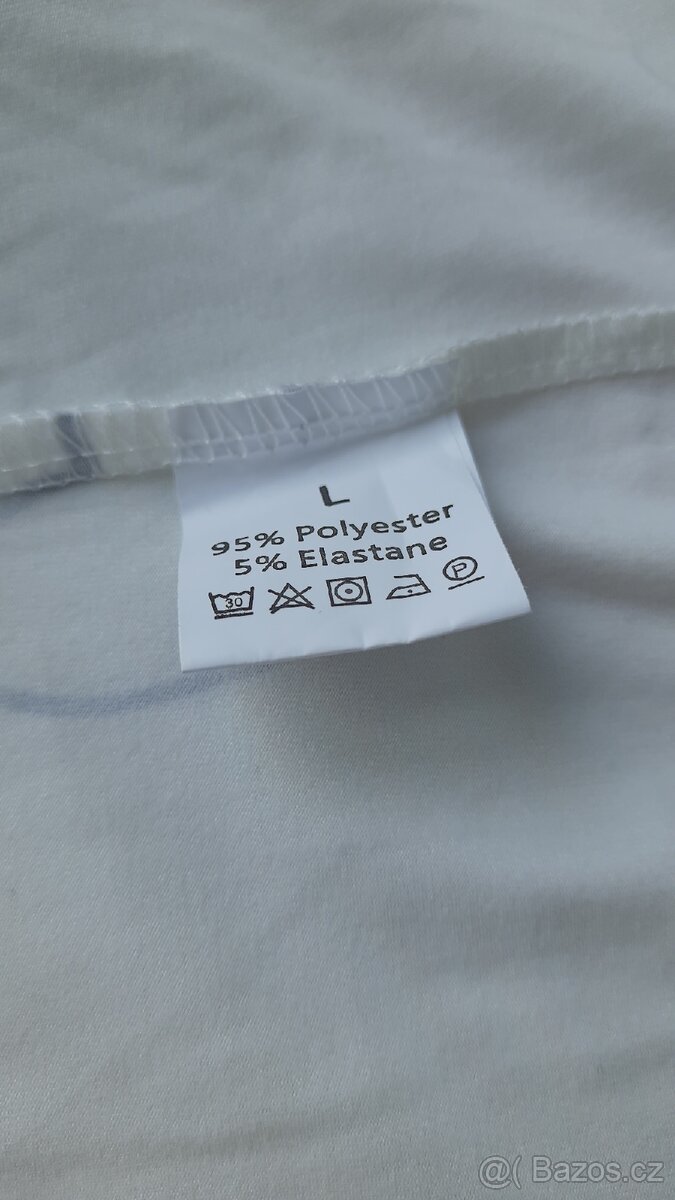 L
95% Polyester
5% Elastane
30 P
@( Bazos.cz